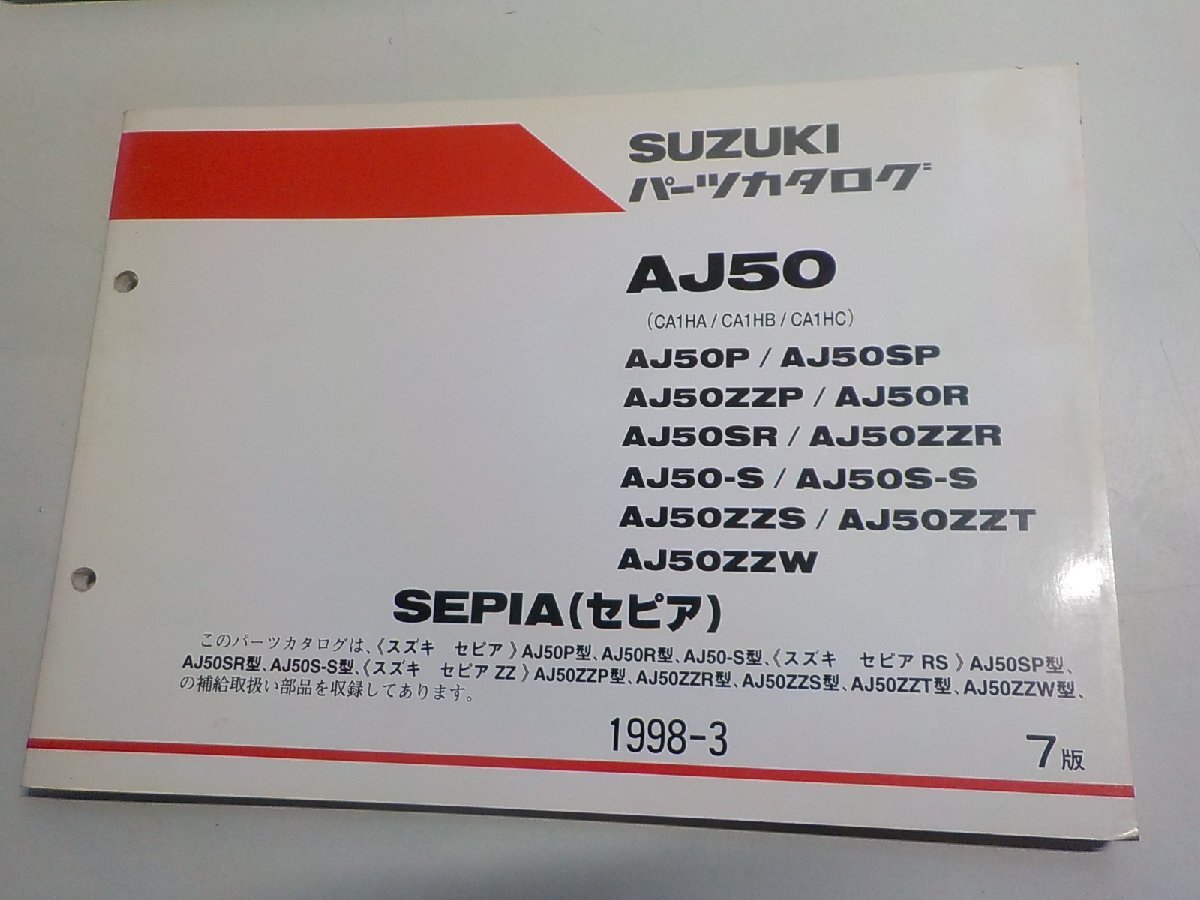 SUZUKI
パーツカタログ
AJ50
(CA1HA / CA1HB / CA1HC)
AJ50P / AJ50SP
AJ50ZZP / AJ50R
AJ50SR / AJ50ZZR
AJ50-S / AJ50S-S
AJ50ZZS / AJ50ZZT
AJ50ZZW
SEPIA(セピア)
このパーツカタログは、《スズキ　セピア》AJ50P型、AJ50R型、AJ50-S型、《スズキ　セピア RS》AJ50SP型、
AJ50SR型、AJ50S-S型、《スズキ　セピア ZZ》AJ50ZZP型、AJ50ZZR型、AJ50ZZS型、AJ50ZZT型、AJ50ZZW型、
の補給取扱い部品を収録してあります。
1998-3
7版